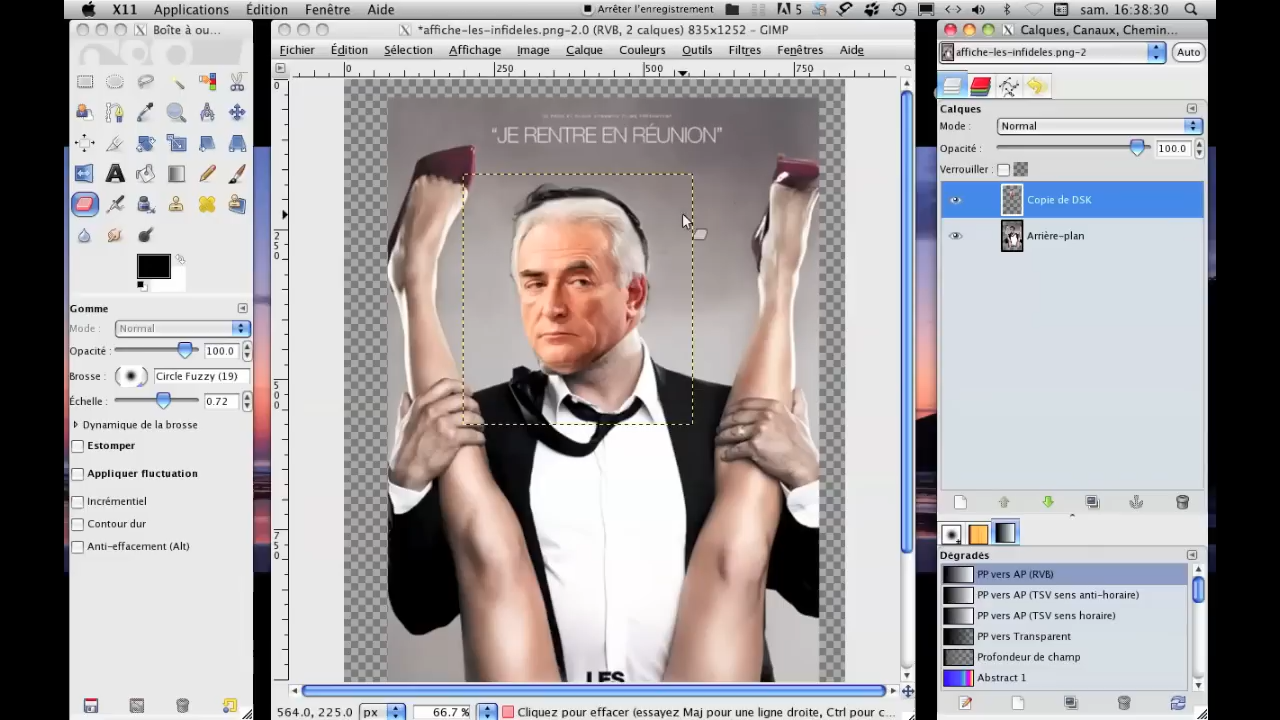 X11 Applications Édition Fenêtre Aide
Arrêter l'enregistrement
5
sam. 16:38:30
Boîte à ou...
*affiche-les-infideles.png-2.0 (RVB, 2 calques) 835x1252 – GIMP
Calques, Canaux, Chemin...
Fichier Édition Sélection Affichage Image Calque Couleurs Outils Filtres Fenêtres Aide
affiche-les-infideles.png-2
Auto
0 250 500 750
0
250
500
750
"JE RENTRE EN RÉUNION"
LES
Gomme
Mode : Normal
Opacité : 100.0
Brosse : Circle Fuzzy (19)
Échelle : 0.72
Dynamique de la brosse
Estomper
Appliquer fluctuation
Incrémentiel
Contour dur
Anti-effacement (Alt)
Calques
Mode : Normal
Opacité : 100.0
Verrouiller :
Copie de DSK
Arrière-plan
Dégradés
PP vers AP (RVB)
PP vers AP (TSV sens anti-horaire)
PP vers AP (TSV sens horaire)
PP vers Transparent
Profondeur de champ
Abstract 1
564.0, 225.0 px 66.7 % Cliquez pour effacer (essayez Maj pour une ligne droite, Ctrl pour c...